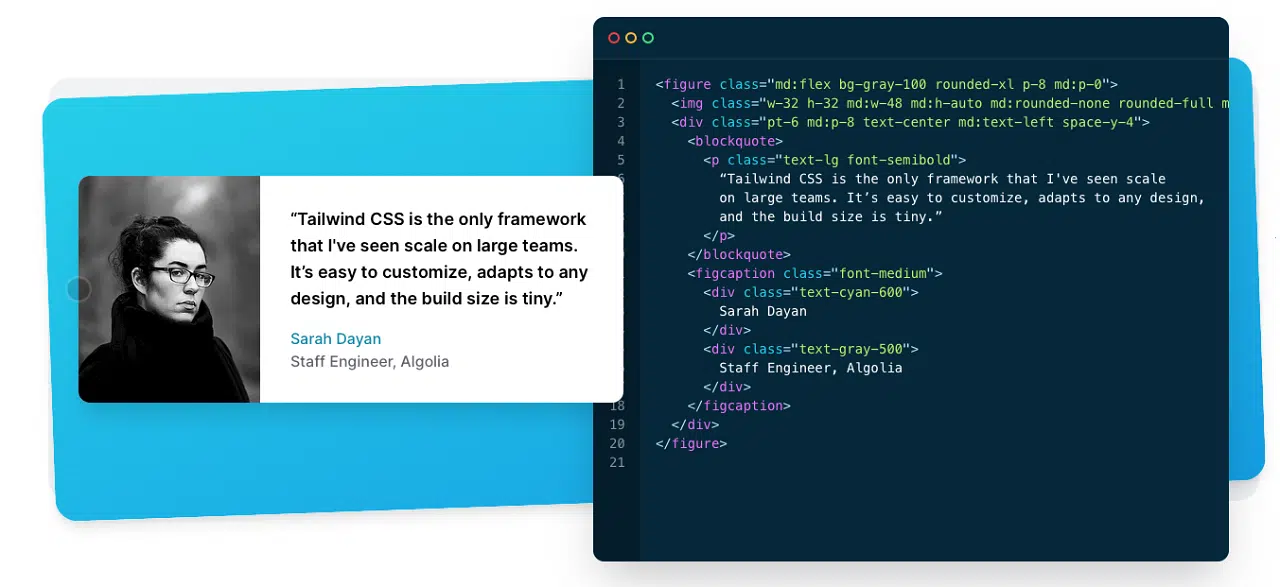 “Tailwind CSS is the only framework
that I've seen scale on large teams.
It’s easy to customize, adapts to any
design, and the build size is tiny.”
Sarah Dayan
Staff Engineer, Algolia
1 <figure class="md:flex bg-gray-100 rounded-xl p-8 md:p-0">
2 <img class="w-32 h-32 md:w-48 md:h-auto md:rounded-none rounded-full m
3 <div class="pt-6 md:p-8 text-center md:text-left space-y-4">
4 <blockquote>
5 <p class="text-lg font-semibold">
6 “Tailwind CSS is the only framework that I've seen scale
on large teams. It’s easy to customize, adapts to any design,
and the build size is tiny.”
</p>
</blockquote>
<figcaption class="font-medium">
<div class="text-cyan-600">
Sarah Dayan
</div>
<div class="text-gray-500">
Staff Engineer, Algolia
</div>
18 </figcaption>
19 </div>
20 </figure>
21